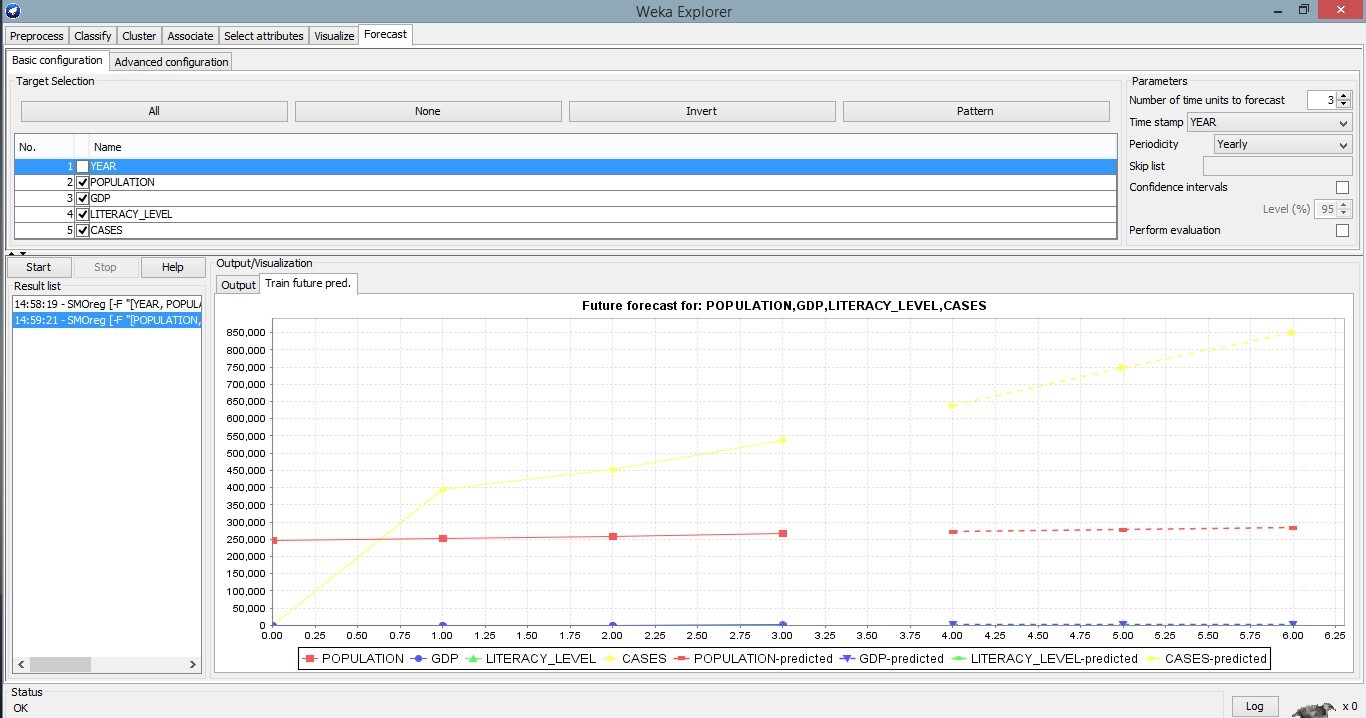 Weka Explorer
Preprocess Classify Cluster Associate Select attributes Visualize Forecast
Basic configuration Advanced configuration
Target Selection
All None Invert Pattern
No. Name
1 YEAR
2 POPULATION
3 GDP
4 LITERACY_LEVEL
5 CASES
Parameters
Number of time units to forecast 3
Time stamp YEAR
Periodicity Yearly
Skip list
Confidence intervals
Level (%) 95
Perform evaluation
Start Stop Help
Result list
14:58:19 - SMOreg [-F "[YEAR, POPUL
14:59:21 - SMOreg [-F "[POPULATION,
Output/Visualization
Output Train future pred.
Future forecast for: POPULATION,GDP,LITERACY_LEVEL,CASES
850,000
800,000
750,000
700,000
650,000
600,000
550,000
500,000
450,000
400,000
350,000
300,000
250,000
200,000
150,000
100,000
50,000
0
0.00 0.25 0.50 0.75 1.00 1.25 1.50 1.75 2.00 2.25 2.50 2.75 3.00 3.25 3.50 3.75 4.00 4.25 4.50 4.75 5.00 5.25 5.50 5.75 6.00 6.25
POPULATION GDP LITERACY_LEVEL CASES POPULATION-predicted GDP-predicted LITERACY_LEVEL-predicted CASES-predicted
Status
OK
Log x 0